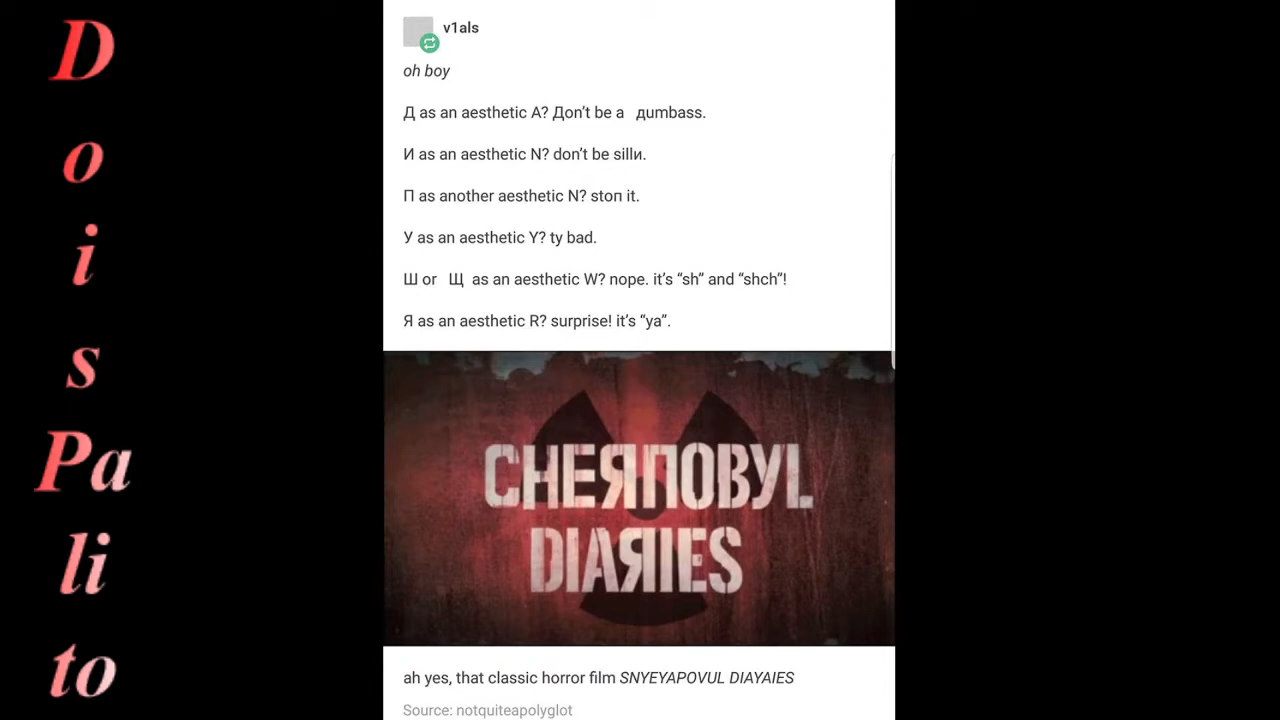 D
o
i
s
Pa
li
to
v1als
oh boy
Д as an aesthetic A? Дon’t be a дumbass.
И as an aesthetic N? don’t be sillи.
П as another aesthetic N? stoп it.
У as an aesthetic Y? tу bad.
Ш or Щ as an aesthetic W? nope. it’s “sh” and “shch”!
Я as an aesthetic R? surprise! it’s “ya”.
CHEЯПOBYL
DIAЯIES
ah yes, that classic horror film SNYEYAPOVUL DIAYAIES
Source: notquiteapolyglot